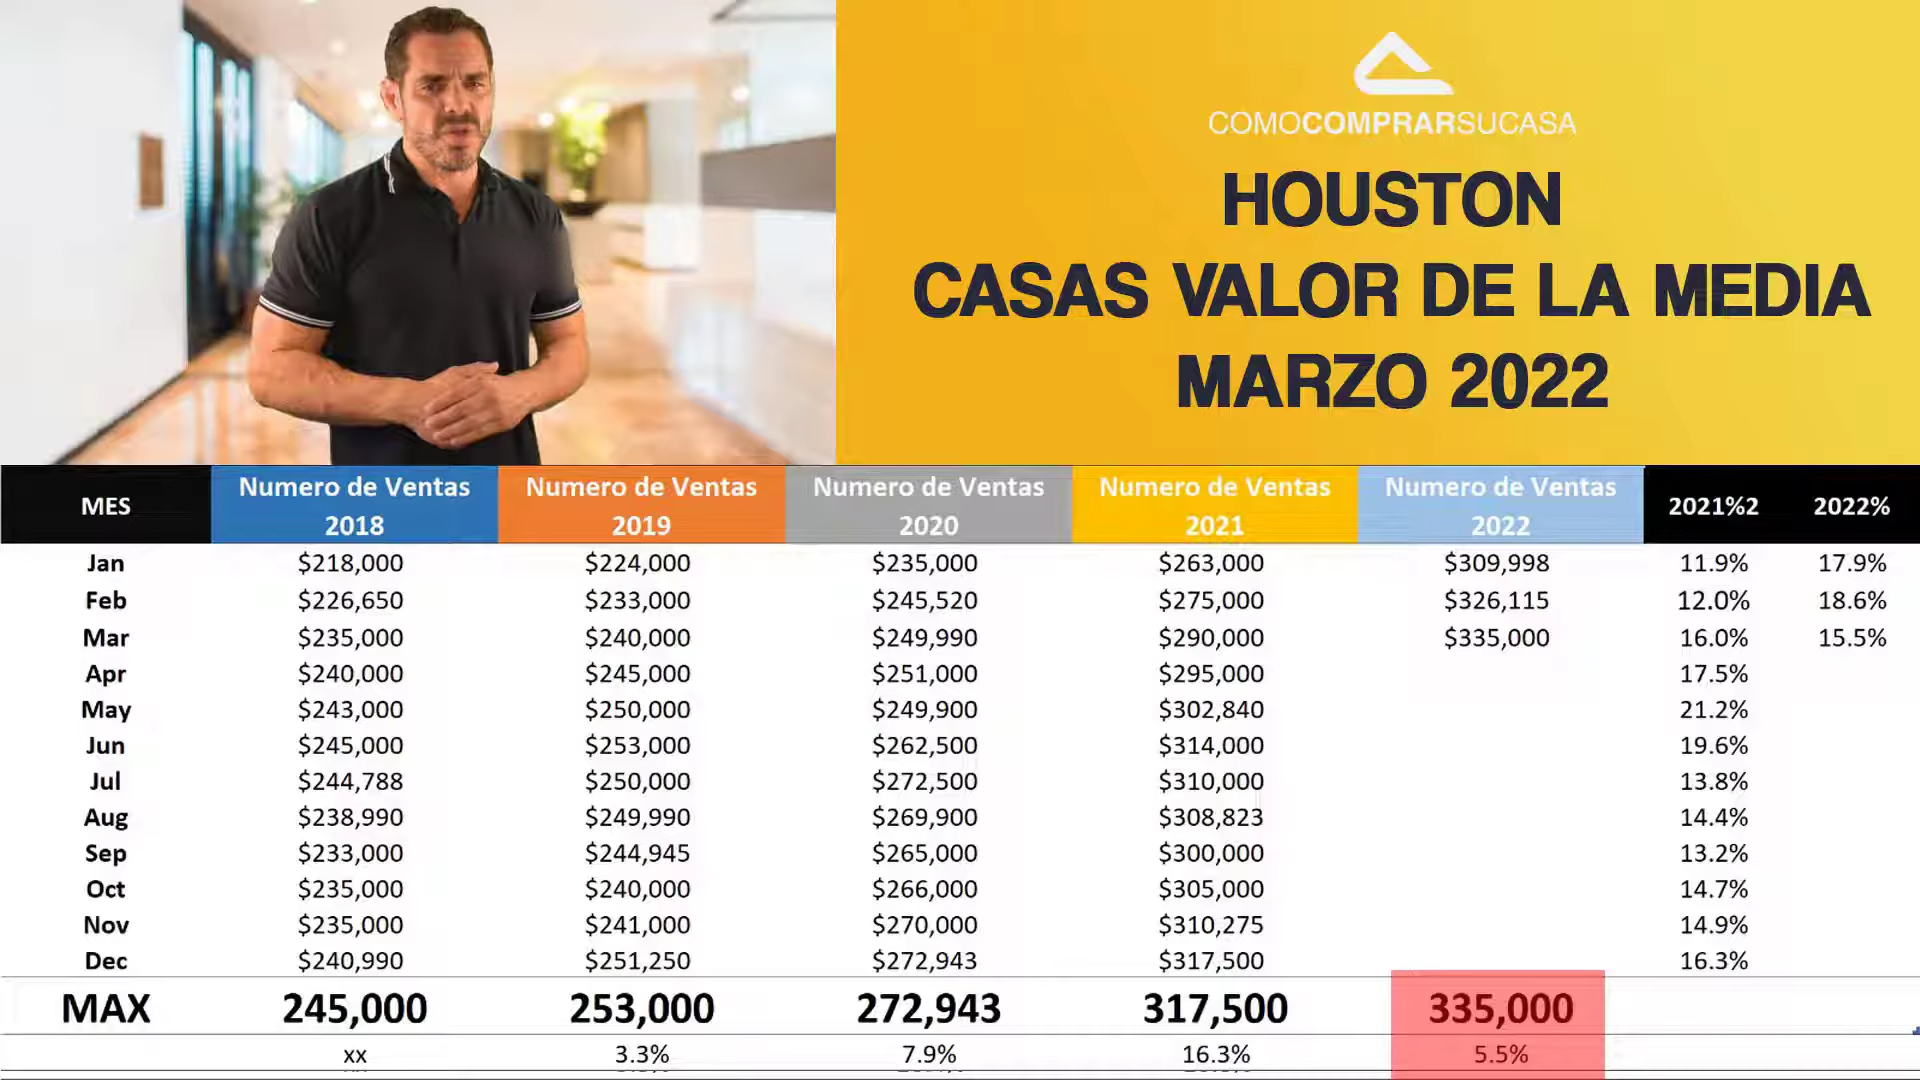 COMOCOMPRARSUCASA
HOUSTON
CASAS VALOR DE LA MEDIA
MARZO 2022
MES Numero de Ventas 2018 Numero de Ventas 2019 Numero de Ventas 2020 Numero de Ventas 2021 Numero de Ventas 2022 2021%2 2022%
Jan $218,000 $224,000 $235,000 $263,000 $309,998 11.9% 17.9%
Feb $226,650 $233,000 $245,520 $275,000 $326,115 12.0% 18.6%
Mar $235,000 $240,000 $249,990 $290,000 $335,000 16.0% 15.5%
Apr $240,000 $245,000 $251,000 $295,000 17.5%
May $243,000 $250,000 $249,900 $302,840 21.2%
Jun $245,000 $253,000 $262,500 $314,000 19.6%
Jul $244,788 $250,000 $272,500 $310,000 13.8%
Aug $238,990 $249,990 $269,900 $308,823 14.4%
Sep $233,000 $244,945 $265,000 $300,000 13.2%
Oct $235,000 $240,000 $266,000 $305,000 14.7%
Nov $235,000 $241,000 $270,000 $310,275 14.9%
Dec $240,990 $251,250 $272,943 $317,500 16.3%
MAX 245,000 253,000 272,943 317,500 335,000
xx 3.3% 7.9% 16.3% 5.5%